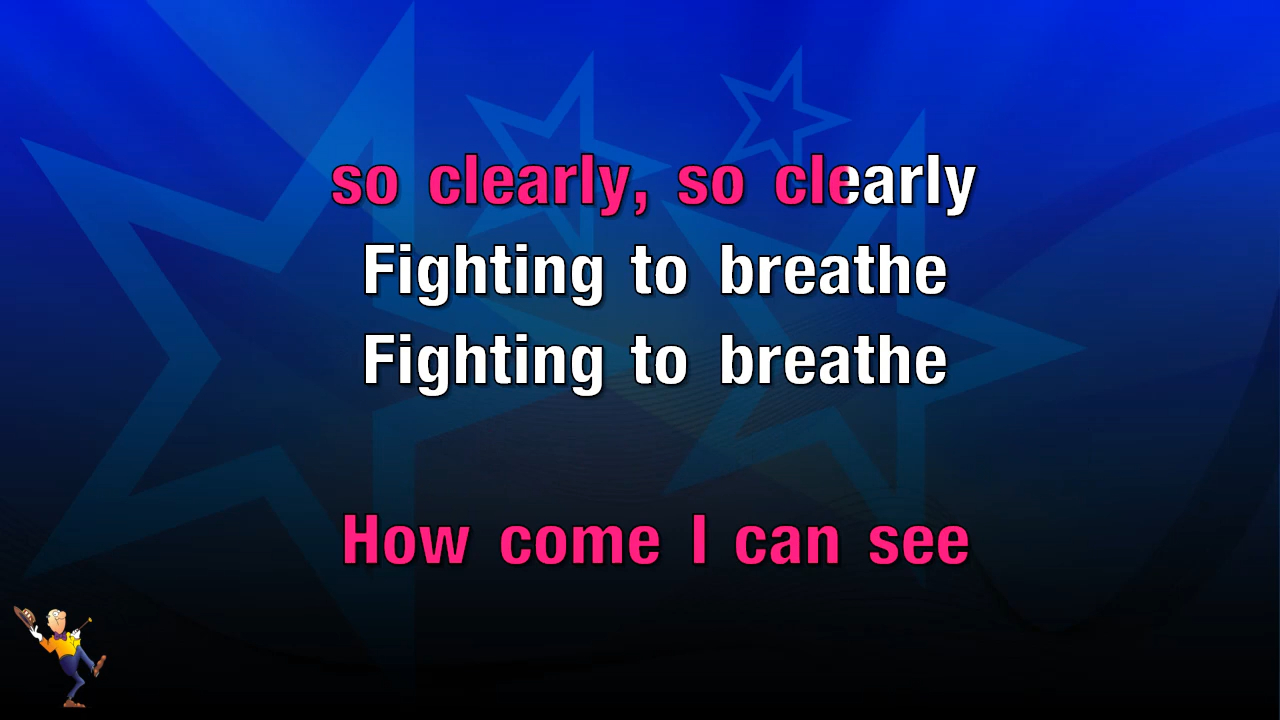 so clearly, so clearly
Fighting to breathe
Fighting to breathe
How come I can see